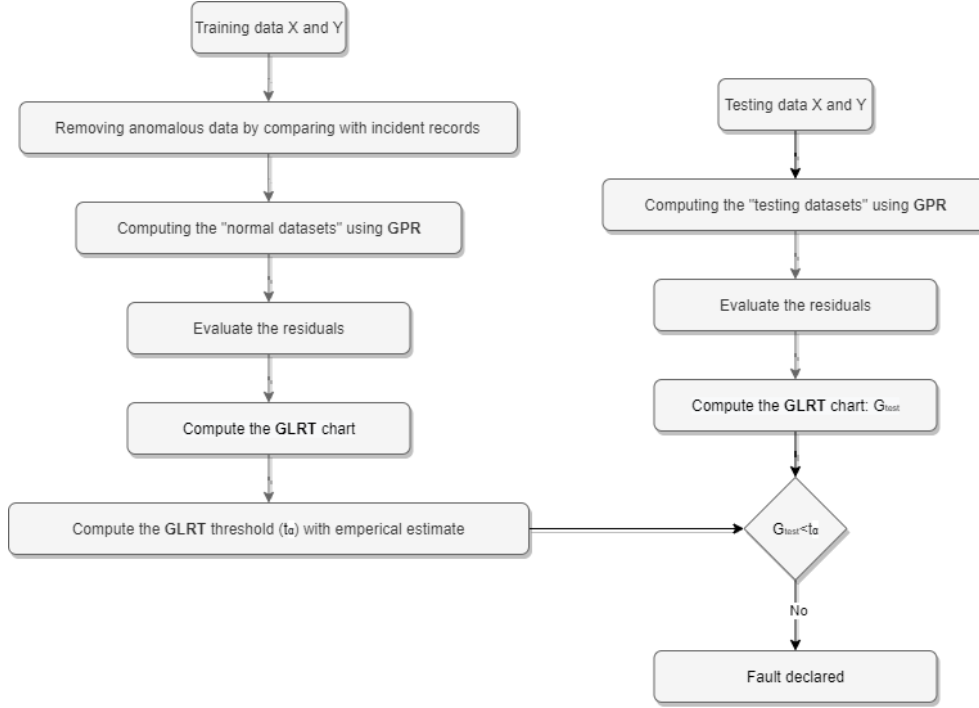 Training data X and Y
Removing anomalous data by comparing with incident records
Computing the "normal datasets" using GPR
Evaluate the residuals
Compute the GLRT chart
Compute the GLRT threshold (tα) with emperical estimate
Testing data X and Y
Computing the "testing datasets" using GPR
Evaluate the residuals
Compute the GLRT chart: Gtest
Gtest<tα
No
Fault declared